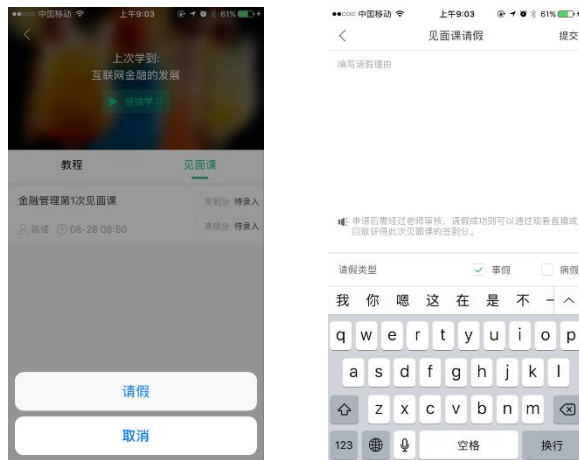 中国移动 上午9:03 61%
上次学到:
互联网金融的发展
继续学习
教程 见面课
金融管理第1次见面课 签到分 待录入
陈诺 08-28 08:50 表现分 待录入
请假
取消
中国移动 上午9:03 61%
见面课请假 提交
填写请假理由
申请后需经过老师审核，请假成功则可以通过观看直播或
回放获得此次见面课的签到分。
请假类型 事假 病假
我 你 嗯 这 在 是 不 一
q w e r t y u i o p
a s d f g h j k l
z x c v b n m
123 空格 换行